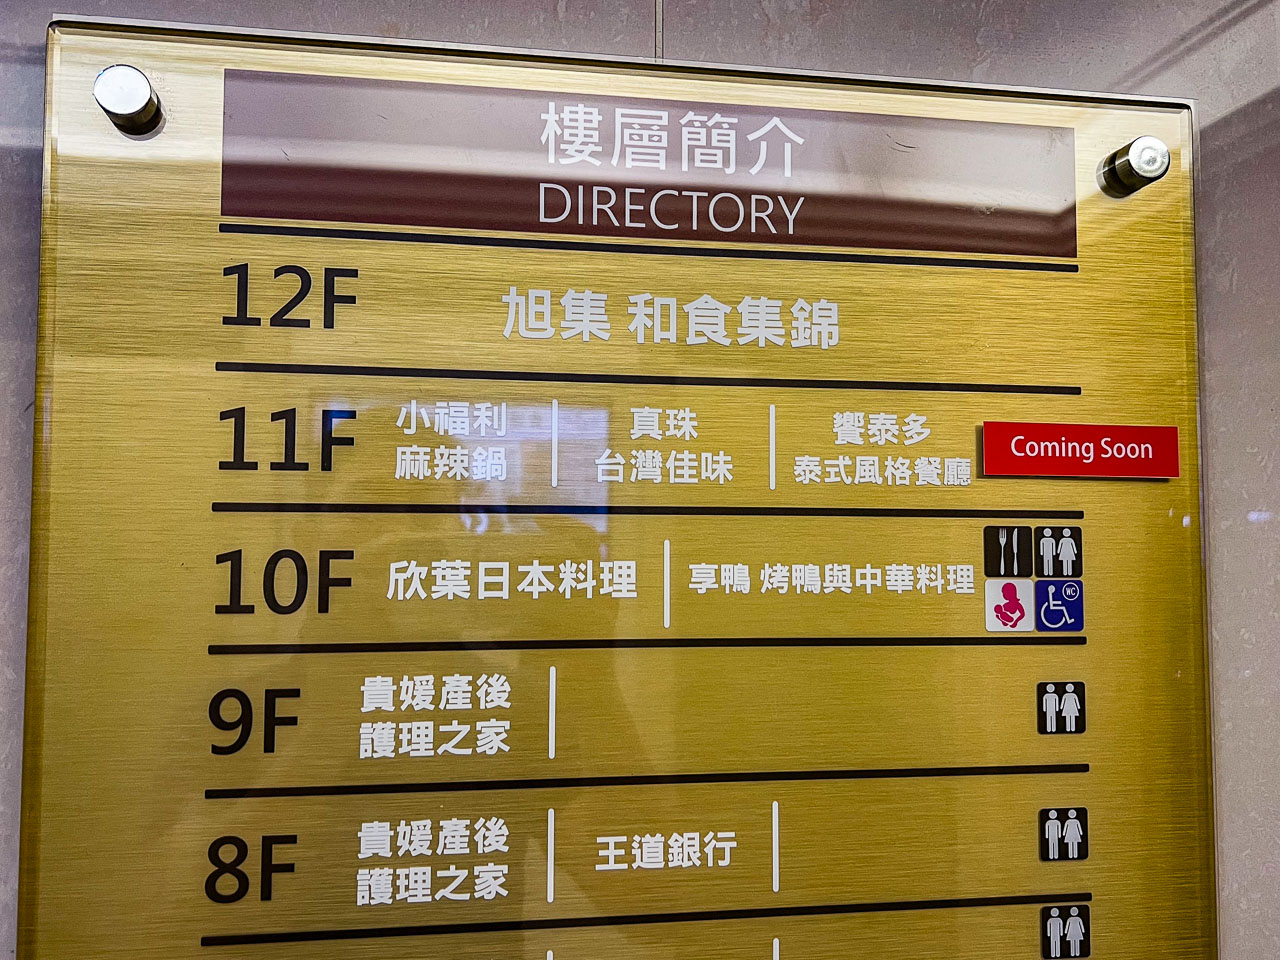 樓層簡介
DIRECTORY
12F
旭集 和食集錦
11F
小福利
麻辣鍋
真珠
台灣佳味
饗泰多
泰式風格餐廳
Coming Soon
10F
欣葉日本料理
享鴨 烤鴨與中華料理
WC
9F
貴媛產後
護理之家
8F
貴媛產後
護理之家
王道銀行